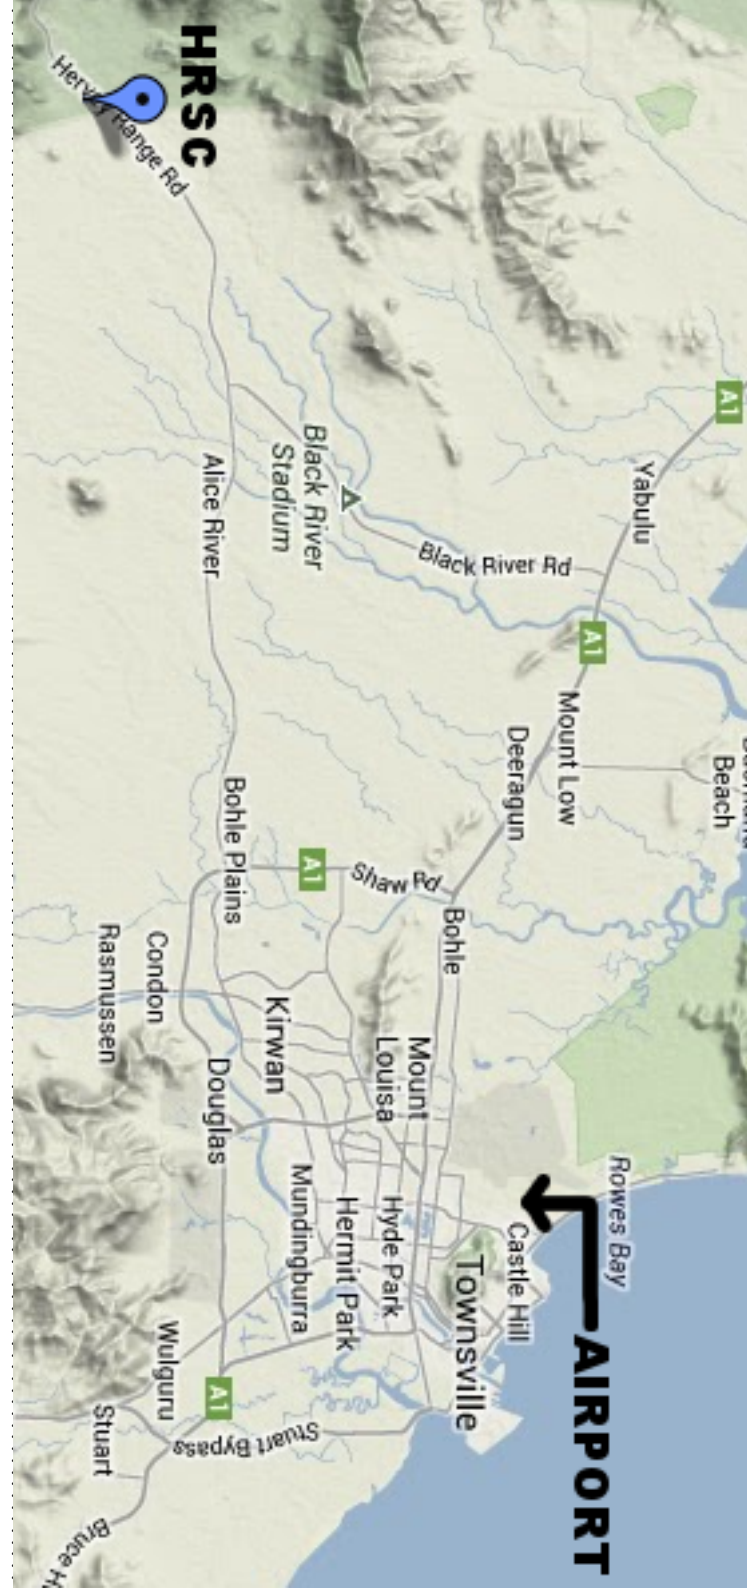 HRSC
Hervey Range Rd
A1
Yabulu
Black River
Stadium
Alice River
Black River Rd
A1
Mount Low
Deeragun
Beach
Bohle Plains
A1
Shaw Rd
Bohle
Rasmussen
Condon
Kirwan
Mount
Louisa
Douglas
Rowes Bay
Castle Hill
Hyde Park
Hermit Park
Mundingburra
Townsville
AIRPORT
Wulguru
A1
Stuart
Stuart Bypass
Bruce H